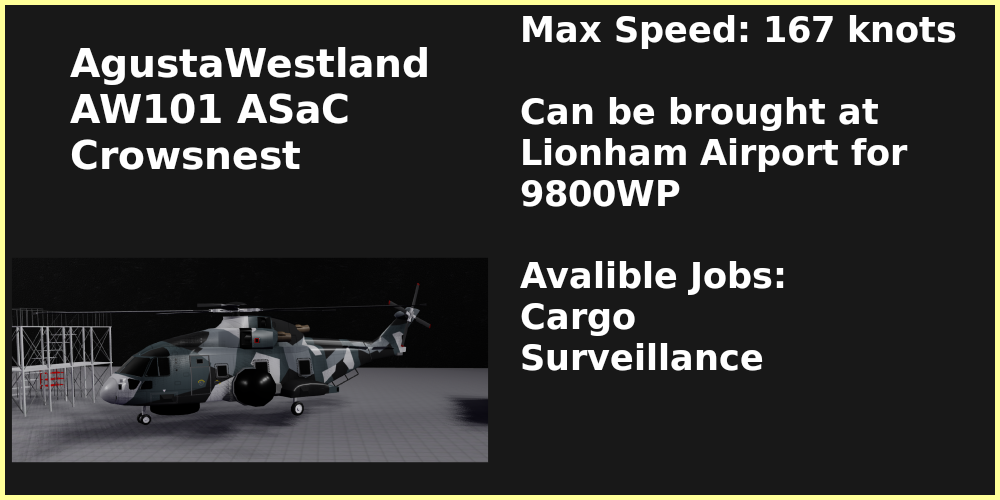 AgustaWestland
AW101 ASaC
Crowsnest
Max Speed: 167 knots
Can be brought at
Lionham Airport for
9800WP
Avalible Jobs:
Cargo
Surveillance